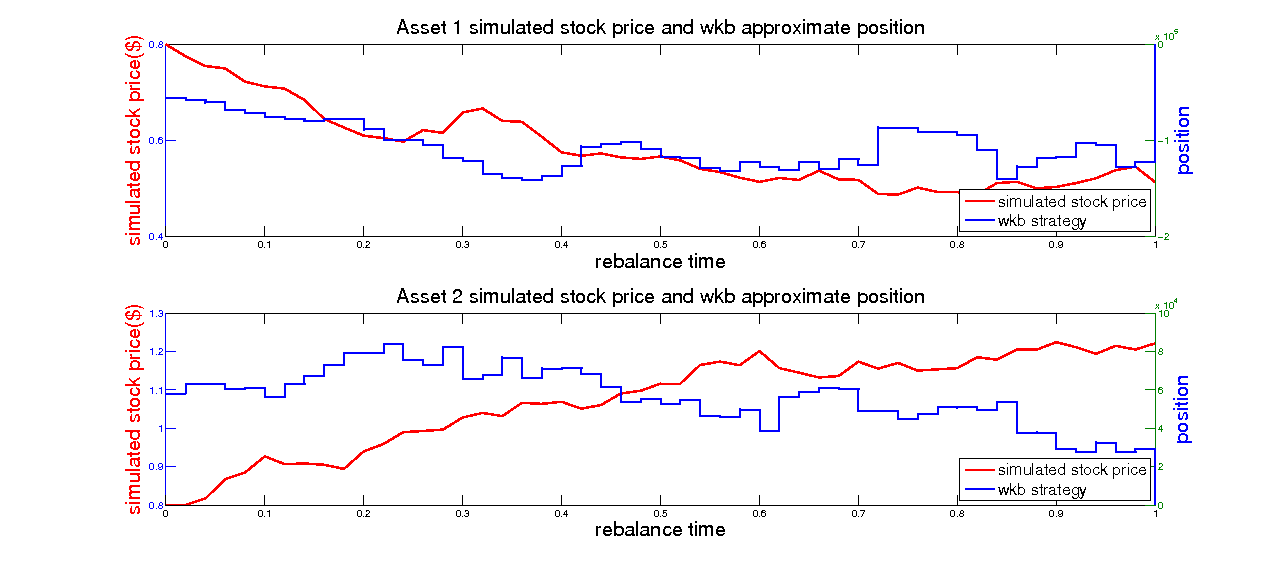 Asset 1 simulated stock price and wkb approximate position
x 10^5
0.8
0
simulated stock price($)
0.6
-1
position
simulated stock price
wkb strategy
0.4
-2
0 0.1 0.2 0.3 0.4 0.5 0.6 0.7 0.8 0.9 1
rebalance time
Asset 2 simulated stock price and wkb approximate position
x 10^4
1.3
10
1.2
8
simulated stock price($)
1.1
6
position
1
4
0.9
2
simulated stock price
wkb strategy
0.8
0
0 0.1 0.2 0.3 0.4 0.5 0.6 0.7 0.8 0.9 1
rebalance time